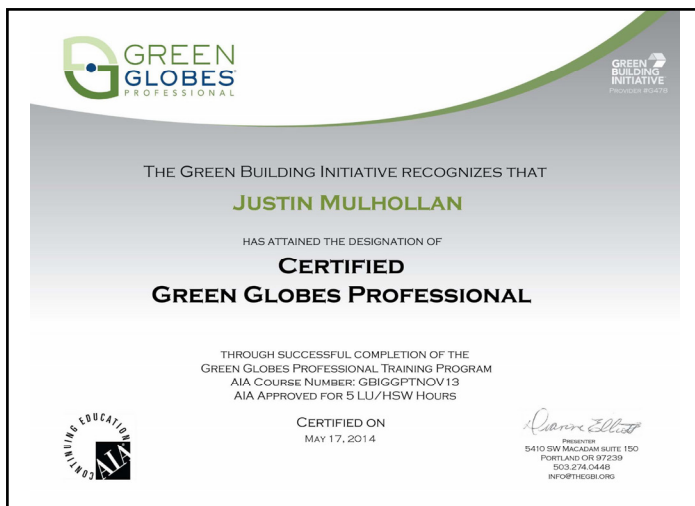 GREEN
GLOBES
PROFESSIONAL
GREEN
BUILDING
INITIATIVE
PROVIDER #G478
THE GREEN BUILDING INITIATIVE RECOGNIZES THAT
JUSTIN MULHOLLAN
HAS ATTAINED THE DESIGNATION OF
CERTIFIED
GREEN GLOBES PROFESSIONAL
THROUGH SUCCESSFUL COMPLETION OF THE
GREEN GLOBES PROFESSIONAL TRAINING PROGRAM
AIA COURSE NUMBER: GBIGGPTNOV13
AIA APPROVED FOR 5 LU/HSW HOURS
CERTIFIED ON
MAY 17, 2014
CONTINUING EDUCATION
AIA
Dianne Elliott
PRESENTER
5410 SW MACADAM SUITE 150
PORTLAND OR 97239
503.274.0448
INFO@THEGBI.ORG